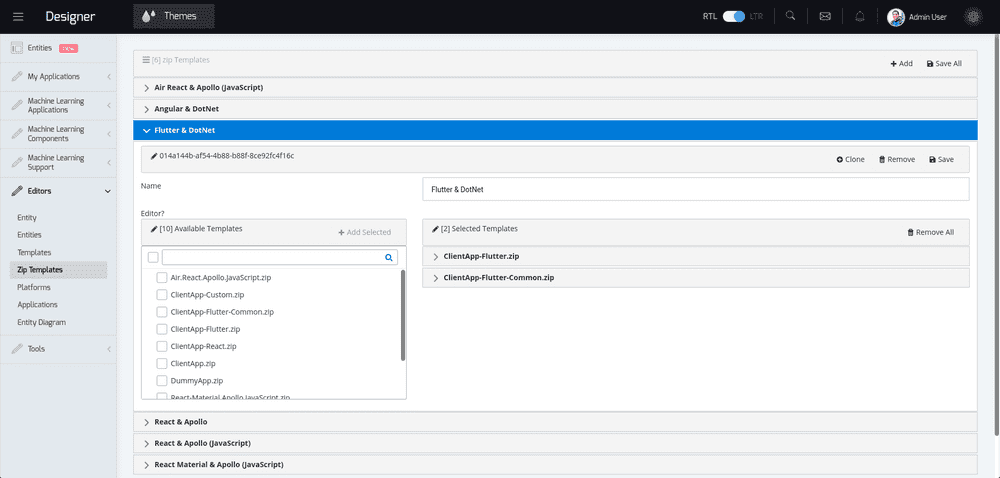 Designer
Themes
RTL LTR
Admin User
Entities
My Applications
Machine Learning
Applications
Machine Learning
Components
Machine Learning
Support
Editors
Entity
Entities
Templates
Zip Templates
Platforms
Applications
Entity Diagram
Tools
[6] zip Templates
Add Save All
Air React & Apollo (JavaScript)
Angular & DotNet
Flutter & DotNet
014a144b-af54-4b88-b88f-8ce92fc4f16c
Clone Remove Save
Name
Flutter & DotNet
Editor?
[10] Available Templates
Add Selected
Air.React.Apollo.JavaScript.zip
ClientApp-Custom.zip
ClientApp-Flutter-Common.zip
ClientApp-Flutter.zip
ClientApp-React.zip
ClientApp.zip
DummyApp.zip
React-Material.Apollo.JavaScript.zip
[2] Selected Templates
Remove All
ClientApp-Flutter.zip
ClientApp-Flutter-Common.zip
React & Apollo
React & Apollo (JavaScript)
React Material & Apollo (JavaScript)